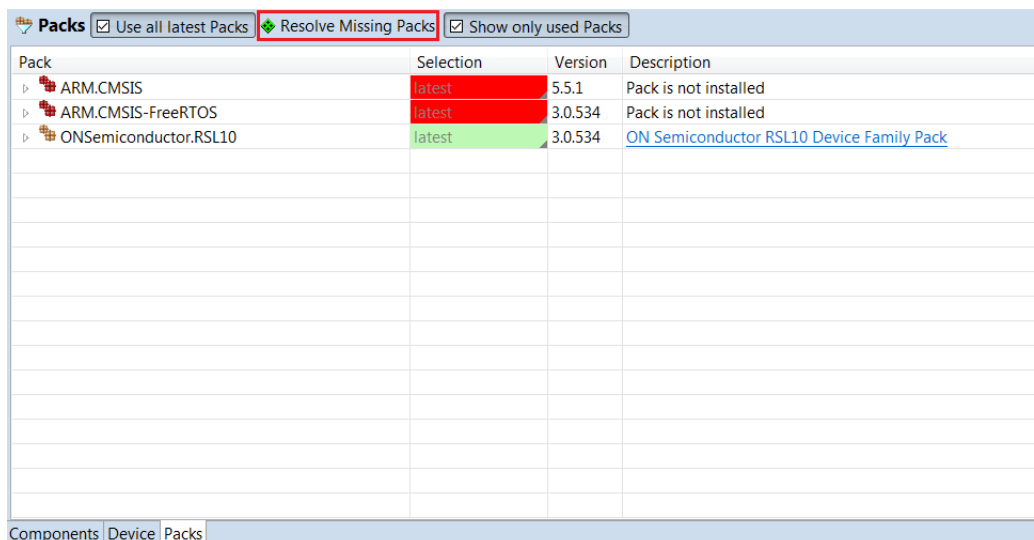 Packs Use all latest Packs Resolve Missing Packs Show only used Packs
Pack Selection Version Description
ARM.CMSIS latest 5.5.1 Pack is not installed
ARM.CMSIS-FreeRTOS latest 3.0.534 Pack is not installed
ONSemiconductor.RSL10 latest 3.0.534 ON Semiconductor RSL10 Device Family Pack
Components Device Packs